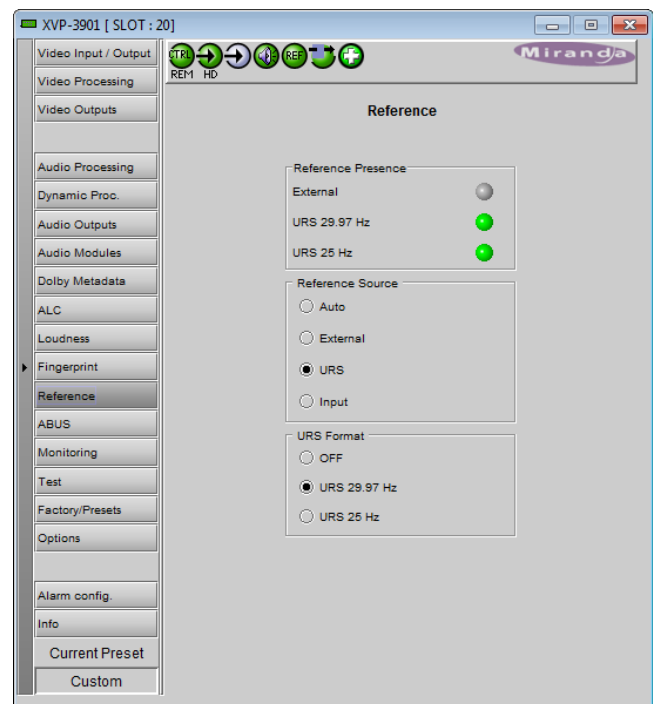 XVP-3901 [ SLOT : 20]
Video Input / Output
Video Processing
Video Outputs
Audio Processing
Dynamic Proc.
Audio Outputs
Audio Modules
Dolby Metadata
ALC
Loudness
Fingerprint
Reference
ABUS
Monitoring
Test
Factory/Presets
Options
Alarm config.
Info
Current Preset
Custom
CTRL REF
REM HD
Miranda
Reference
Reference Presence
External
URS 29.97 Hz
URS 25 Hz
Reference Source
Auto
External
URS
Input
URS Format
OFF
URS 29.97 Hz
URS 25 Hz